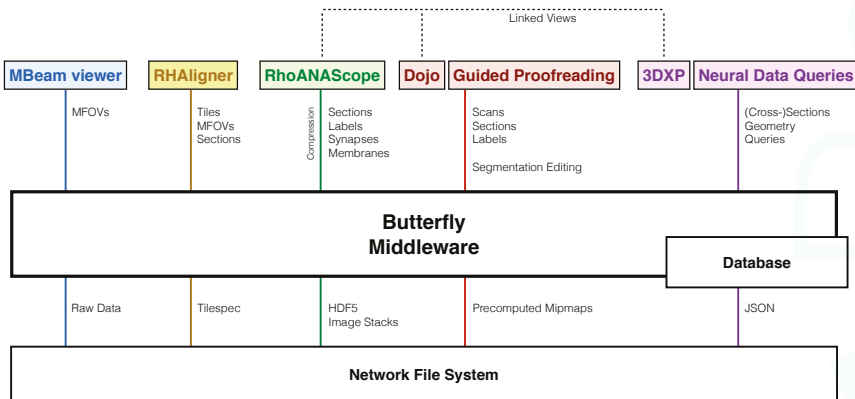 Linked Views
MBeam viewer
RHAligner
RhoANAScope
Dojo
Guided Proofreading
3DXP
Neural Data Queries
MFOVs
Tiles
MFOVs
Sections
Compression
Sections
Labels
Synapses
Membranes
Scans
Sections
Labels
Segmentation Editing
(Cross-)Sections
Geometry
Queries
Butterfly
Middleware
Database
Raw Data
Tilespec
HDF5
Image Stacks
Precomputed Mipmaps
JSON
Network File System